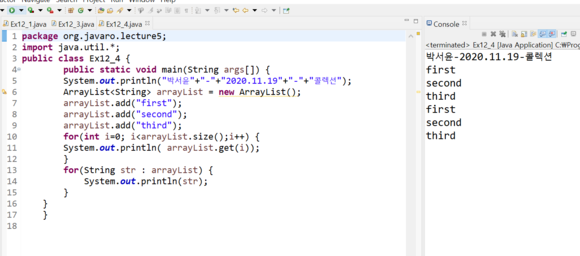 Navigate Search Project Run Window Help
Ex12_1.java Ex12_3.java Ex12_4.java
1 package org.javaro.lecture5;
2 import java.util.*;
3 public class Ex12_4 {
4 public static void main(String args[]) {
5 System.out.println("박서윤"+"-"+"2020.11.19"+"-"+"콜렉션");
6 ArrayList<String> arrayList = new ArrayList();
7 arrayList.add("first");
8 arrayList.add("second");
9 arrayList.add("third");
10 for(int i=0; i<arrayList.size();i++) {
11 System.out.println( arrayList.get(i));
12 }
13 for(String str : arrayList) {
14 System.out.println(str);
15 }
16 }
17 }
18
Console
<terminated> Ex12_4 [Java Application] C:₩Prog
박서윤-2020.11.19-콜렉션
first
second
third
first
second
third